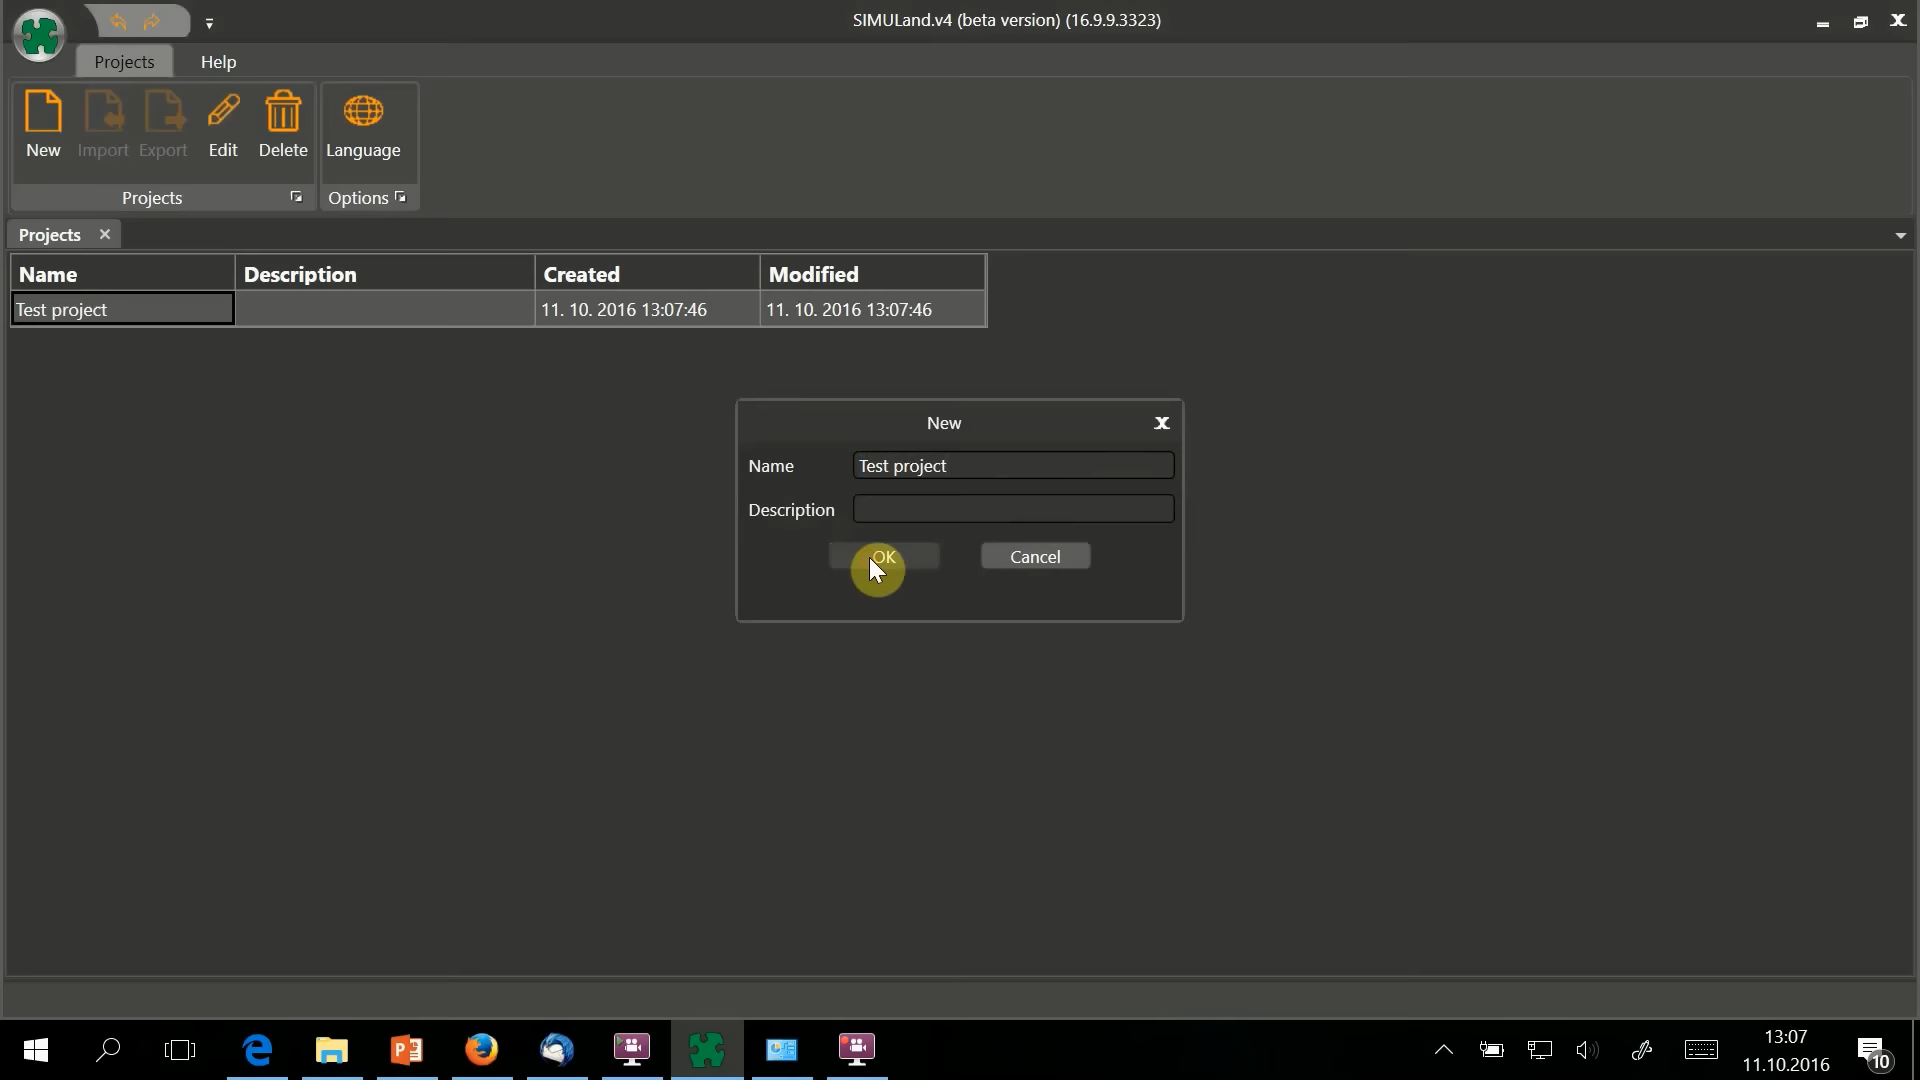 SIMULand.v4 (beta version) (16.9.9.3323)
Projects Help
New Import Export Edit Delete Language
Projects Options
Projects
Name Description Created Modified
Test project 11. 10. 2016 13:07:46 11. 10. 2016 13:07:46
New
Name Test project
Description
OK Cancel
13:07
11.10.2016
10